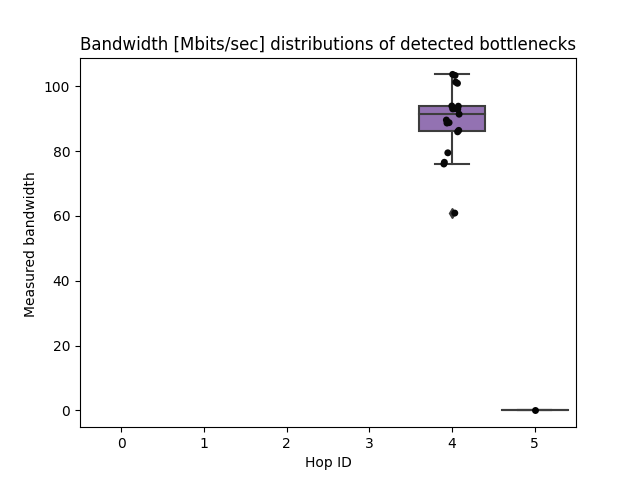 Bandwidth [Mbits/sec] distributions of detected bottlenecks
100
80
60
40
20
0
Measured bandwidth
0 1 2 3 4 5
Hop ID